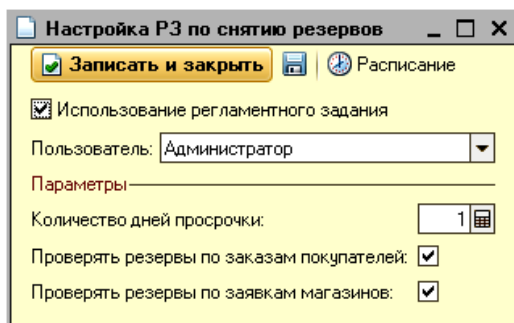 Настройка РЗ по снятию резервов
Записать и закрыть Расписание
Использование регламентного задания
Пользователь: Администратор
Параметры
Количество дней просрочки: 1
Проверять резервы по заказам покупателей:
Проверять резервы по заявкам магазинов: